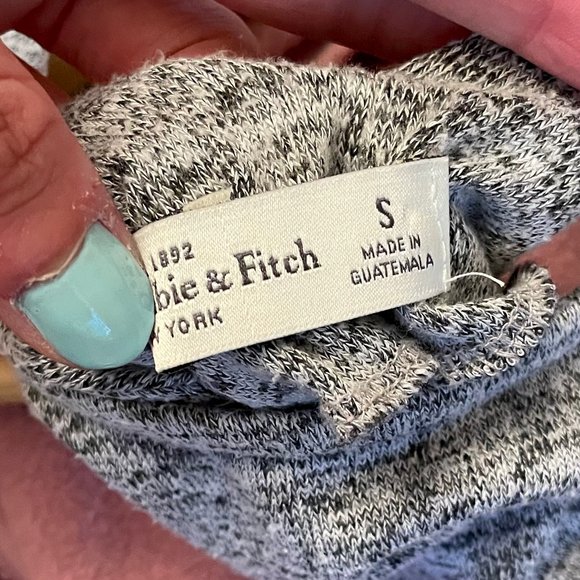 1892
bie & Fitch
YORK
S
MADE IN
GUATEMALA